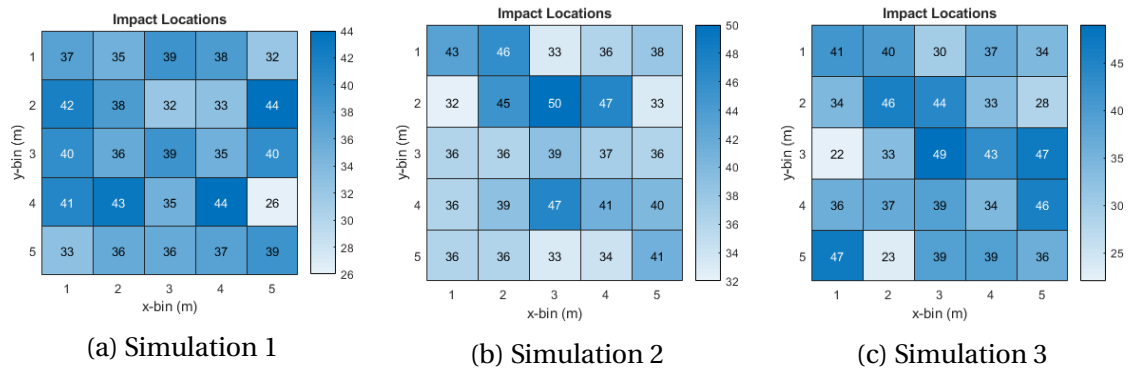 Impact Locations
1 37 35 39 38 32
2 42 38 32 33 44
3 40 36 39 35 40
4 41 43 35 44 26
5 33 36 36 37 39
1 2 3 4 5
x-bin (m)
y-bin (m)
44
42
40
38
36
34
32
30
28
26
(a) Simulation 1
Impact Locations
1 43 46 33 36 38
2 32 45 50 47 33
3 36 36 39 37 36
4 36 39 47 41 40
5 36 36 33 34 41
1 2 3 4 5
x-bin (m)
y-bin (m)
50
48
46
44
42
40
38
36
34
32
(b) Simulation 2
Impact Locations
1 41 40 30 37 34
2 34 46 44 33 28
3 22 33 49 43 47
4 36 37 39 34 46
5 47 23 39 39 36
1 2 3 4 5
x-bin (m)
y-bin (m)
45
40
35
30
25
(c) Simulation 3